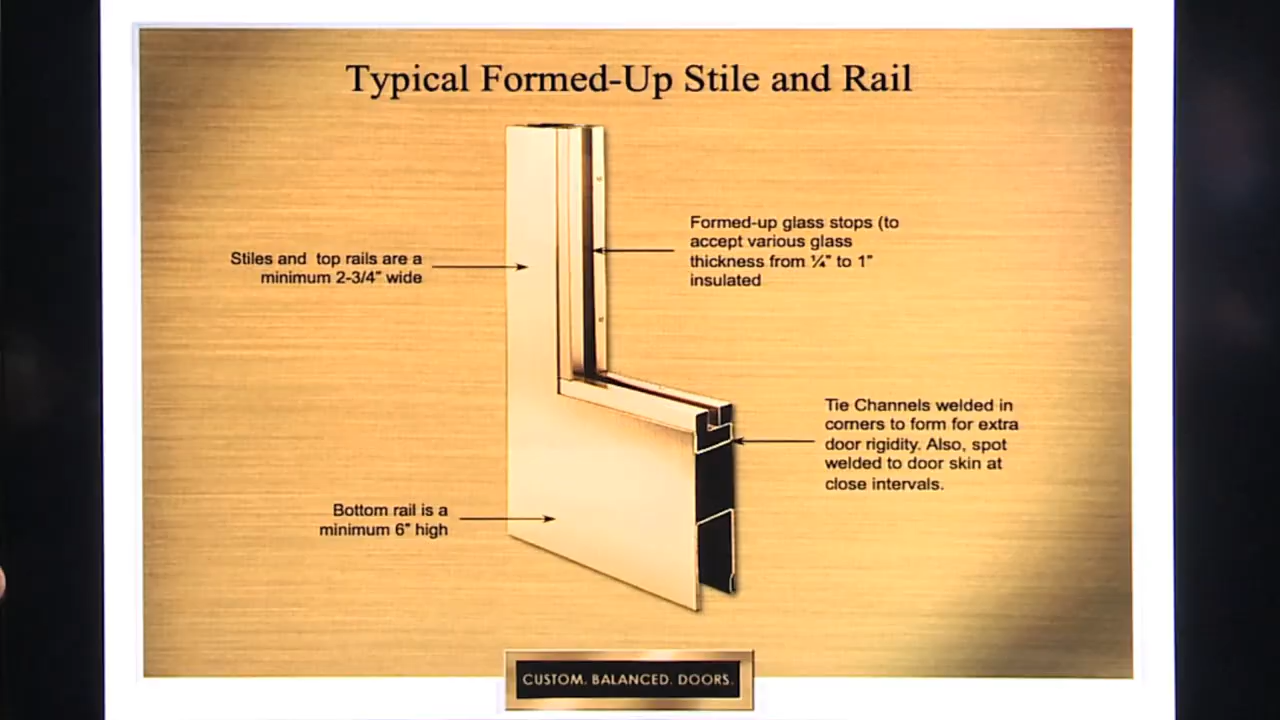 Typical Formed-Up Stile and Rail
Formed-up glass stops (to
accept various glass
thickness from ¼” to 1”
insulated
Stiles and top rails are a
minimum 2-3/4” wide
Tie Channels welded in
corners to form for extra
door rigidity. Also, spot
welded to door skin at
close intervals.
Bottom rail is a
minimum 6” high
CUSTOM. BALANCED. DOORS.